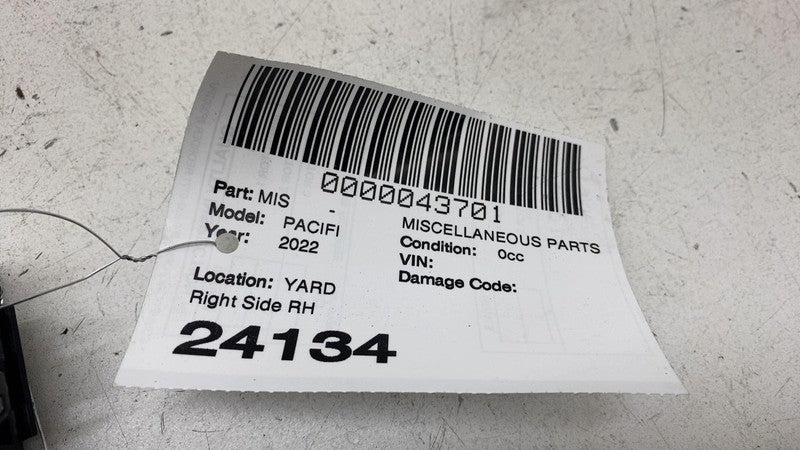 0000043701
Part: MIS - MISCELLANEOUS PARTS
Model: PACIFI Condition: 0cc
Year: 2022 VIN:
Damage Code:
Location: YARD
Right Side RH
24134